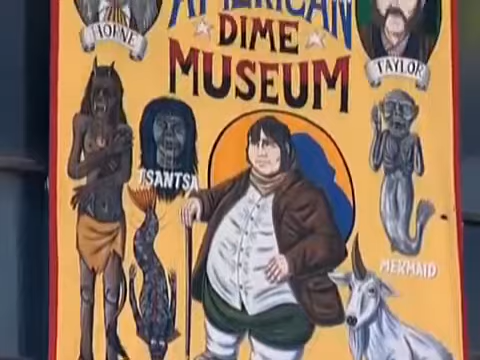 AMERICAN
DIME
MUSEUM
HORNE
TAYLOR
TSANTSA
MERMAID